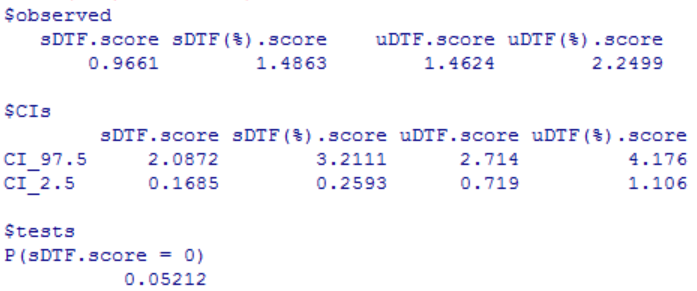 $observed
sDTF.score sDTF(%).score uDTF.score uDTF(%).score
0.9661 1.4863 1.4624 2.2499
$CIs
sDTF.score sDTF(%).score uDTF.score uDTF(%).score
CI_97.5 2.0872 3.2111 2.714 4.176
CI_2.5 0.1685 0.2593 0.719 1.106
$tests
P(sDTF.score = 0)
0.05212